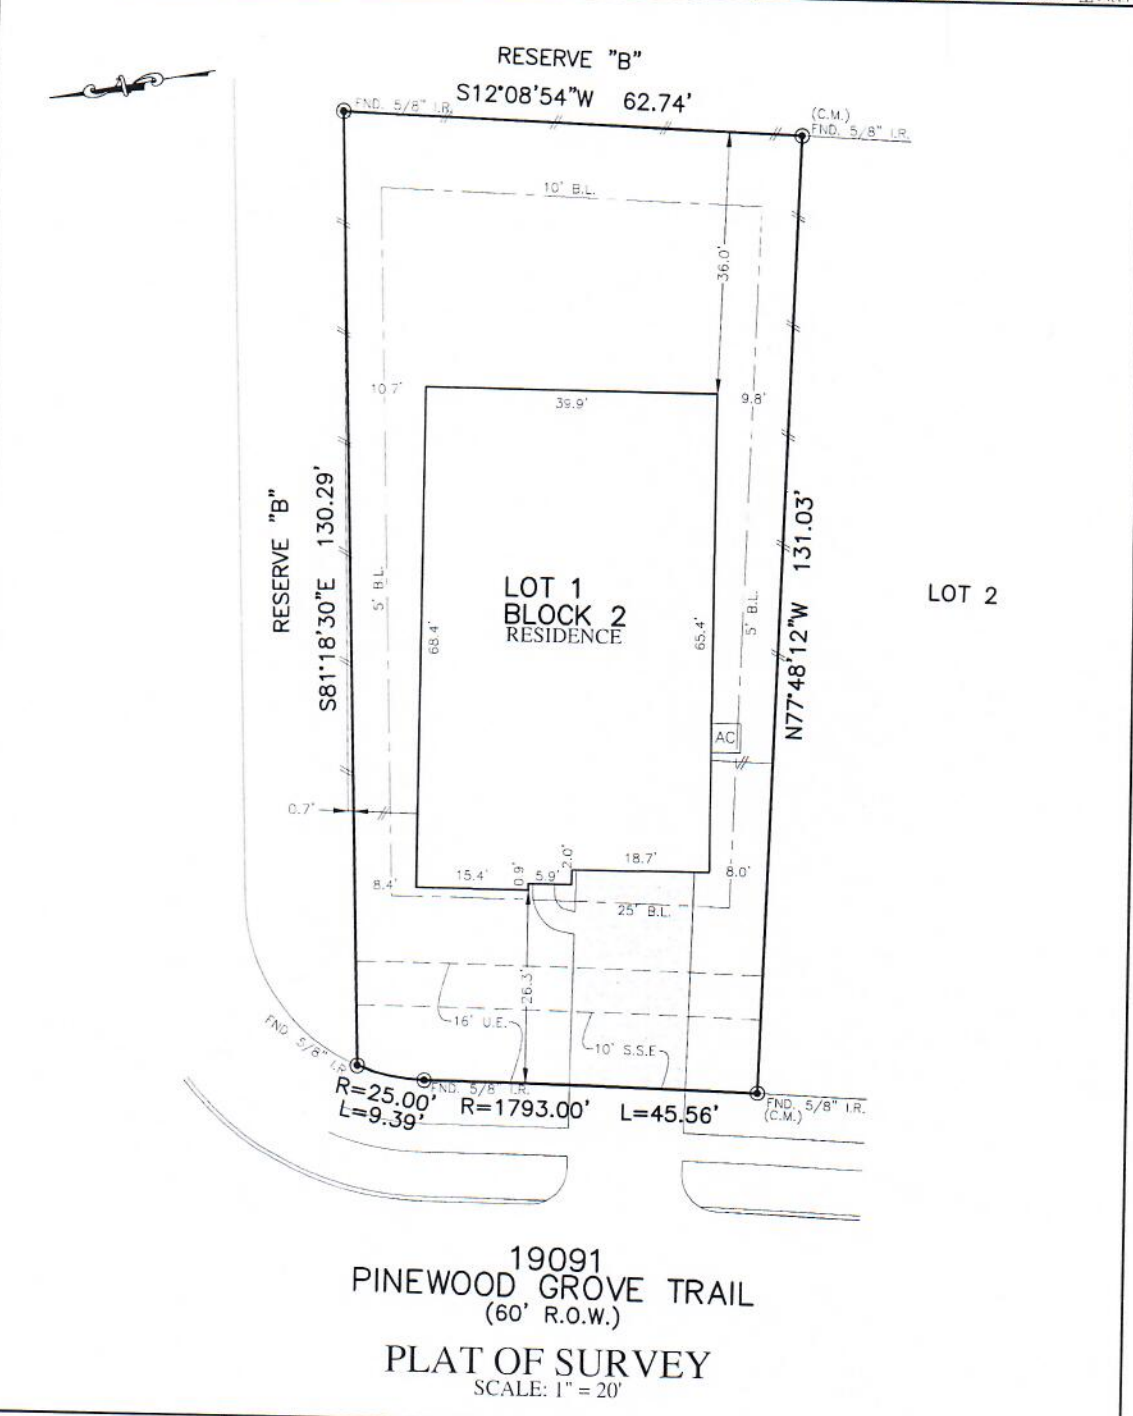 RESERVE "B"
S12°08'54"W 62.74'
FND. 5/8" I.R.
(C.M.)
FND. 5/8" I.R.
10' B.L.
36.0'
10.7'
39.9'
9.8'
RESERVE "B"
S81°18'30"E 130.29'
5' B.L.
68.4'
LOT 1
BLOCK 2
RESIDENCE
65.4'
5' B.L.
N77°48'12"W 131.03'
LOT 2
AC
0.7'
8.4'
15.4'
0.9'
5.9'
2.0'
18.7'
8.0'
25' B.L.
26.3'
16' U.E.
10' S.S.E
FND 5/8" I.R.
FND. 5/8" I.R.
R=25.00'
L=9.39'
R=1793.00' L=45.56'
FND. 5/8" I.R.
(C.M.)
19091
PINEWOOD GROVE TRAIL
(60' R.O.W.)
PLAT OF SURVEY
SCALE: 1" = 20'